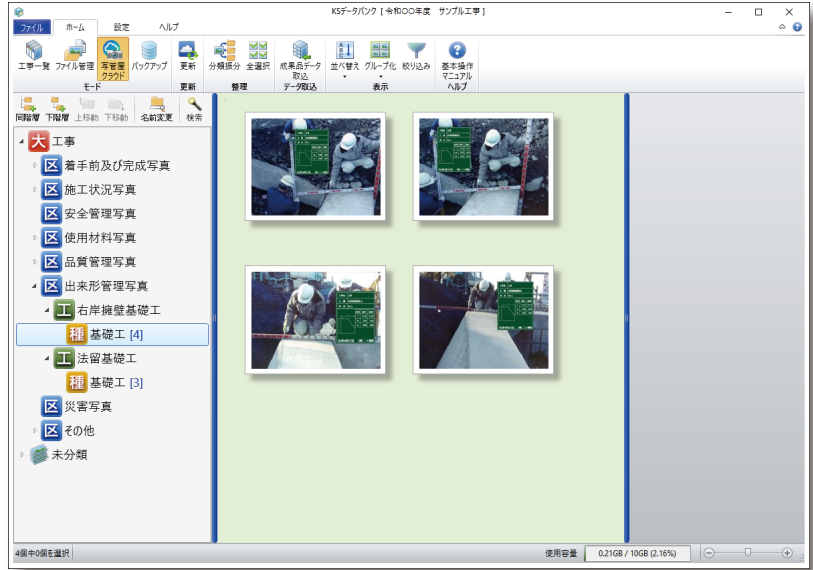 KSデータバンク [ 令和〇〇年度　サンプル工事 ]
ファイル　ホーム　設定　ヘルプ
工事一覧　ファイル管理　写管屋クラウド　バックアップ　更新　分類振分　全選択　成果品データ取込　並べ替え　グループ化　絞り込み　基本操作マニュアル
モード　更新　整理　データ取込　表示　ヘルプ
同階層　下階層　上移動　下移動　名前変更　検索
大 工事
区 着手前及び完成写真
区 施工状況写真
区 安全管理写真
区 使用材料写真
区 品質管理写真
区 出来形管理写真
工 右岸擁壁基礎工
種 基礎工 [4]
工 法留基礎工
種 基礎工 [3]
区 災害写真
区 その他
未分類
4個中0個を選択　使用容量　0.21GB / 10GB (2.16%)